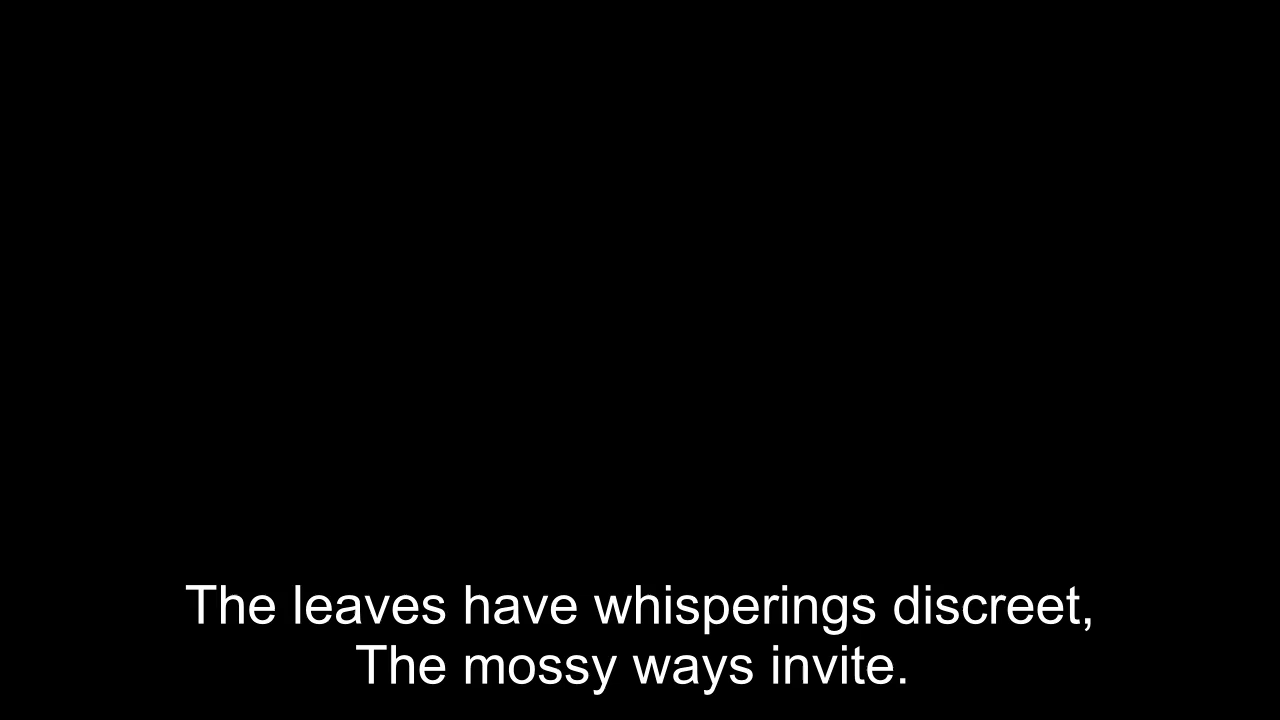 The leaves have whisperings discreet,
The mossy ways invite.